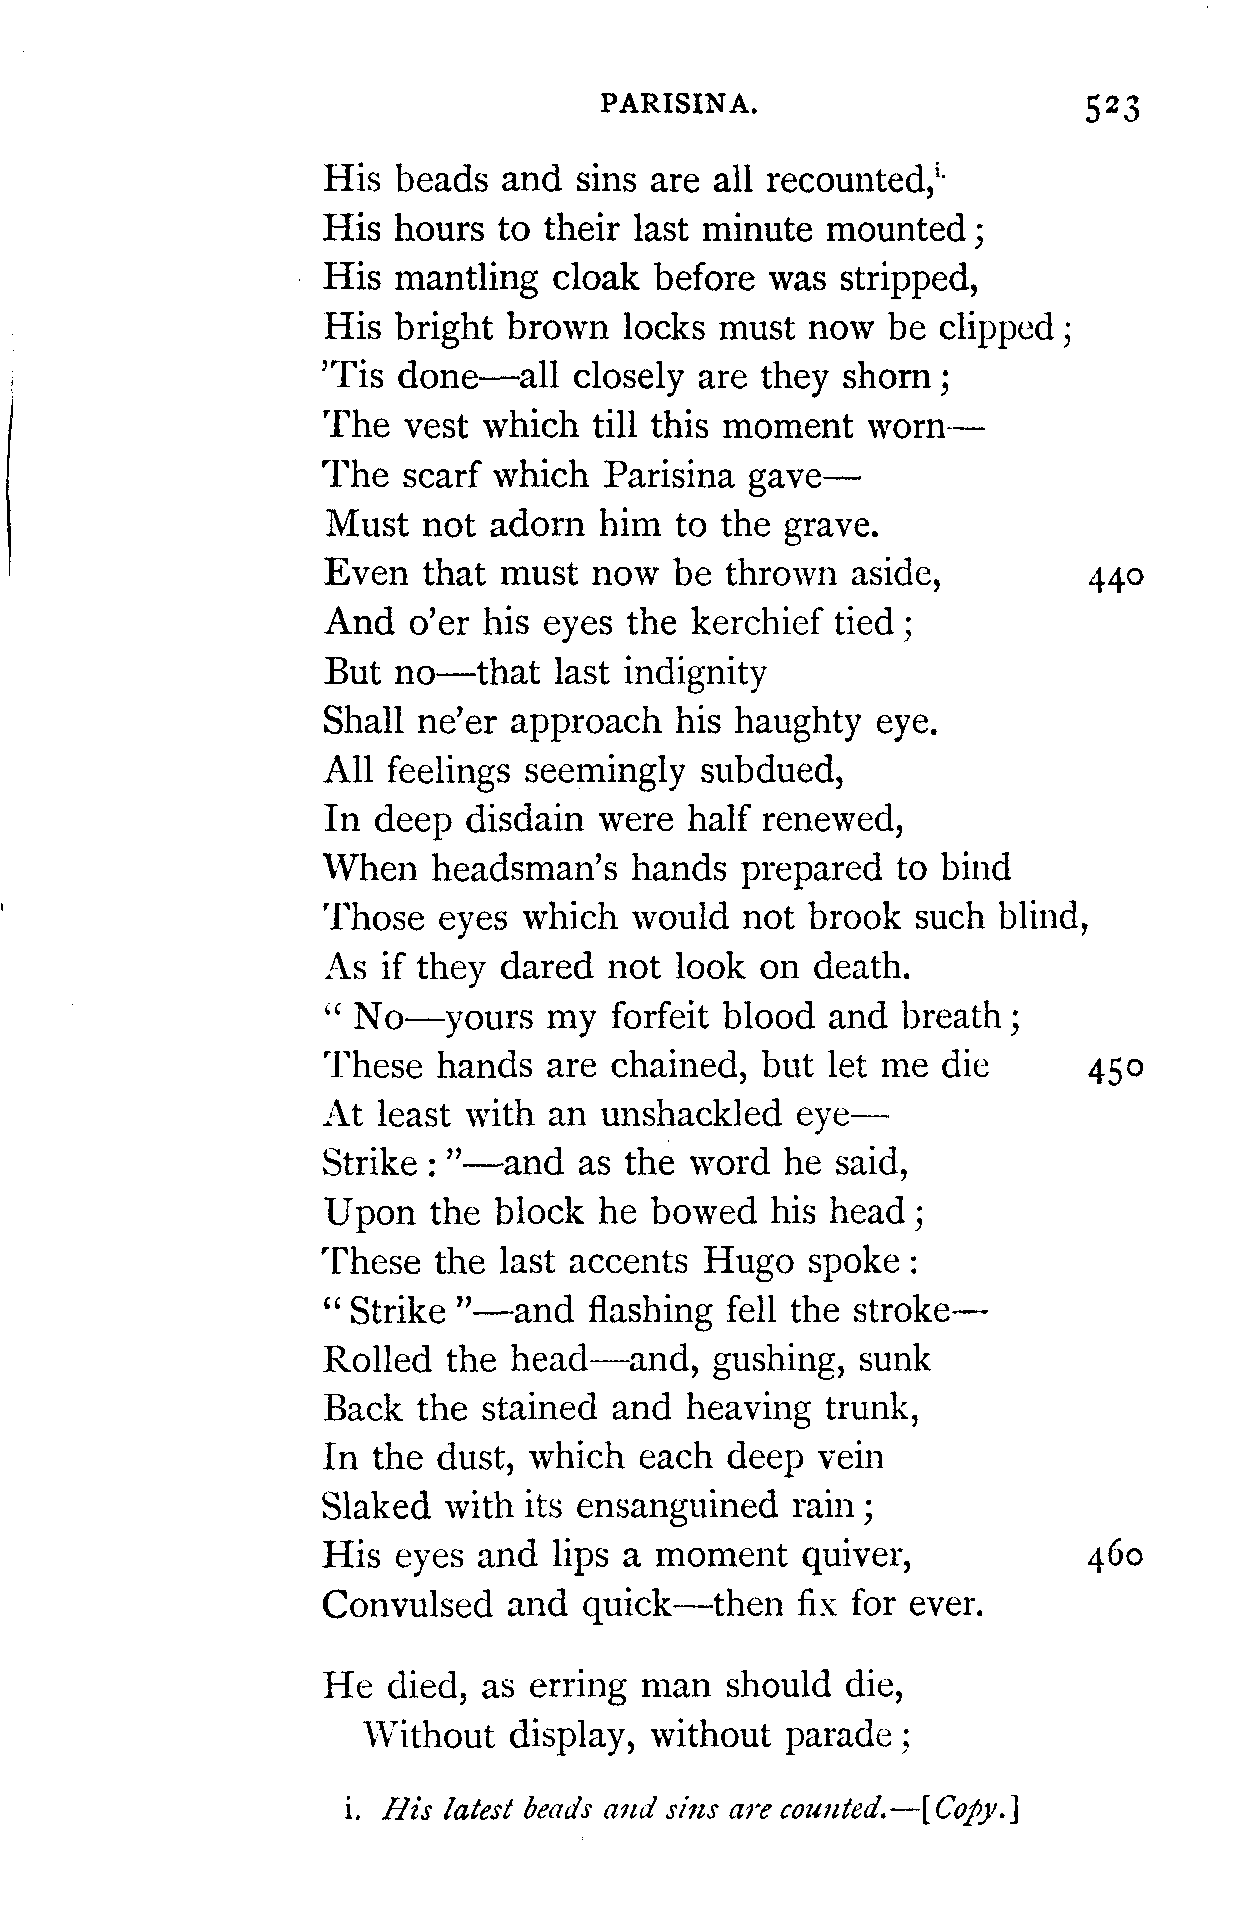 PARISINA. 523
His beads and sins are all recounted,i.
His hours to their last minute mounted;
His mantling cloak before was stripped,
His bright brown locks must now be clipped;
'Tis done—all closely are they shorn;
The vest which till this moment worn—
The scarf which Parisina gave—
Must not adorn him to the grave.
Even that must now be thrown aside, 440
And o'er his eyes the kerchief tied;
But no—that last indignity
Shall ne'er approach his haughty eye.
All feelings seemingly subdued,
In deep disdain were half renewed,
When headsman's hands prepared to bind
Those eyes which would not brook such blind,
As if they dared not look on death.
"No—yours my forfeit blood and breath;
These hands are chained, but let me die 450
At least with an unshackled eye—
Strike:"—and as the word he said,
Upon the block he bowed his head;
These the last accents Hugo spoke:
"Strike"—and flashing fell the stroke—
Rolled the head—and, gushing, sunk
Back the stained and heaving trunk,
In the dust, which each deep vein
Slaked with its ensanguined rain;
His eyes and lips a moment quiver, 460
Convulsed and quick—then fix for ever.
He died, as erring man should die,
Without display, without parade;
i. His latest beads and sins are counted.—[Copy.]